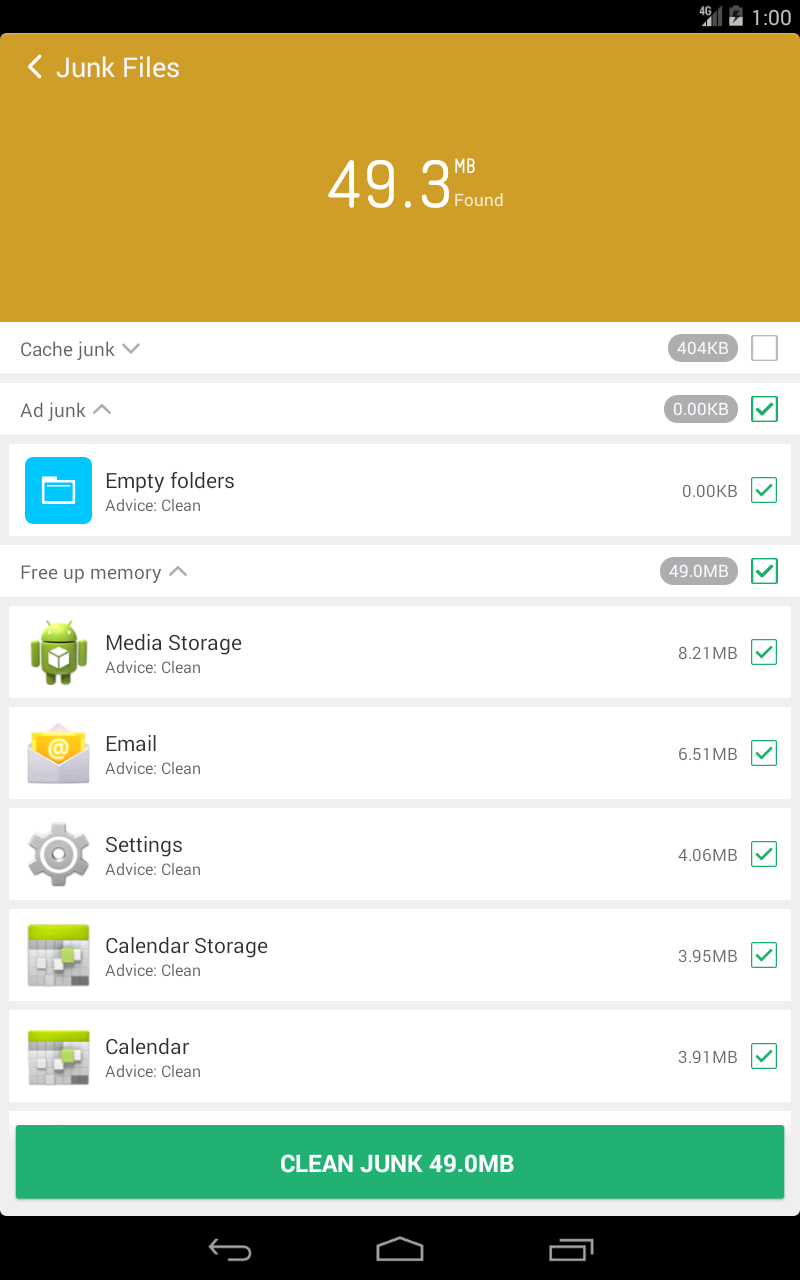 4G 1:00
Junk Files
49.3 MB
Found
Cache junk 404KB
Ad junk 0.00KB
Empty folders
Advice: Clean 0.00KB
Free up memory 49.0MB
Media Storage
Advice: Clean 8.21MB
@
Email
Advice: Clean 6.51MB
Settings
Advice: Clean 4.06MB
Calendar Storage
Advice: Clean 3.95MB
Calendar
Advice: Clean 3.91MB
CLEAN JUNK 49.0MB